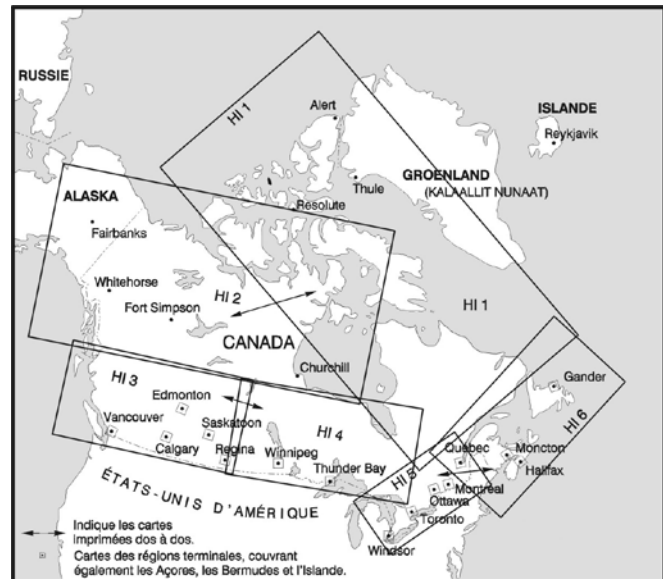 RUSSIE
HI 1
Alert
ISLANDE
Reykjavik
Thule
GROENLAND
(KALAALLIT NUNAAT)
ALASKA
Resolute
Fairbanks
Whitehorse
HI 2
HI 1
Fort Simpson
CANADA
Churchill
HI 3
Edmonton
Gander
HI 6
Vancouver
Saskatoon
HI 4
Calgary
Regina
Winnipeg
Québec
Moncton
Halifax
Thunder Bay
HI 5
Montréal
Ottawa
Toronto
Windsor
ÉTATS-UNIS D'AMÉRIQUE
Indique les cartes
Imprimées dos à dos.
Cartes des régions terminales, couvrant
également les Açores, les Bermudes et l'Islande.